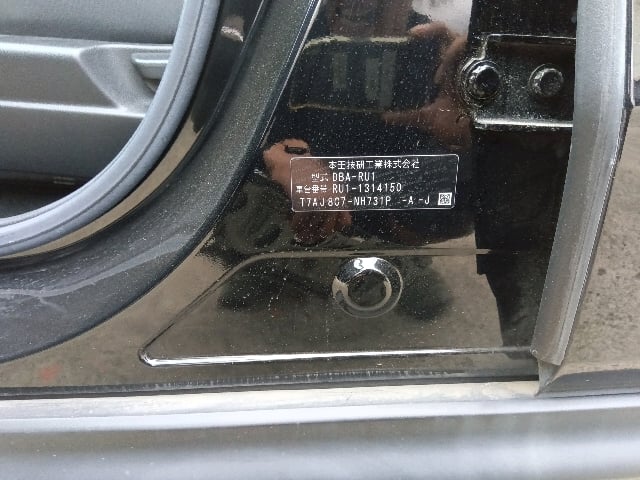 本田技研工業株式会社
型式 DBA-RU1
車台番号 RU1-1314150
T7AJ8C7-NH731P -A -J